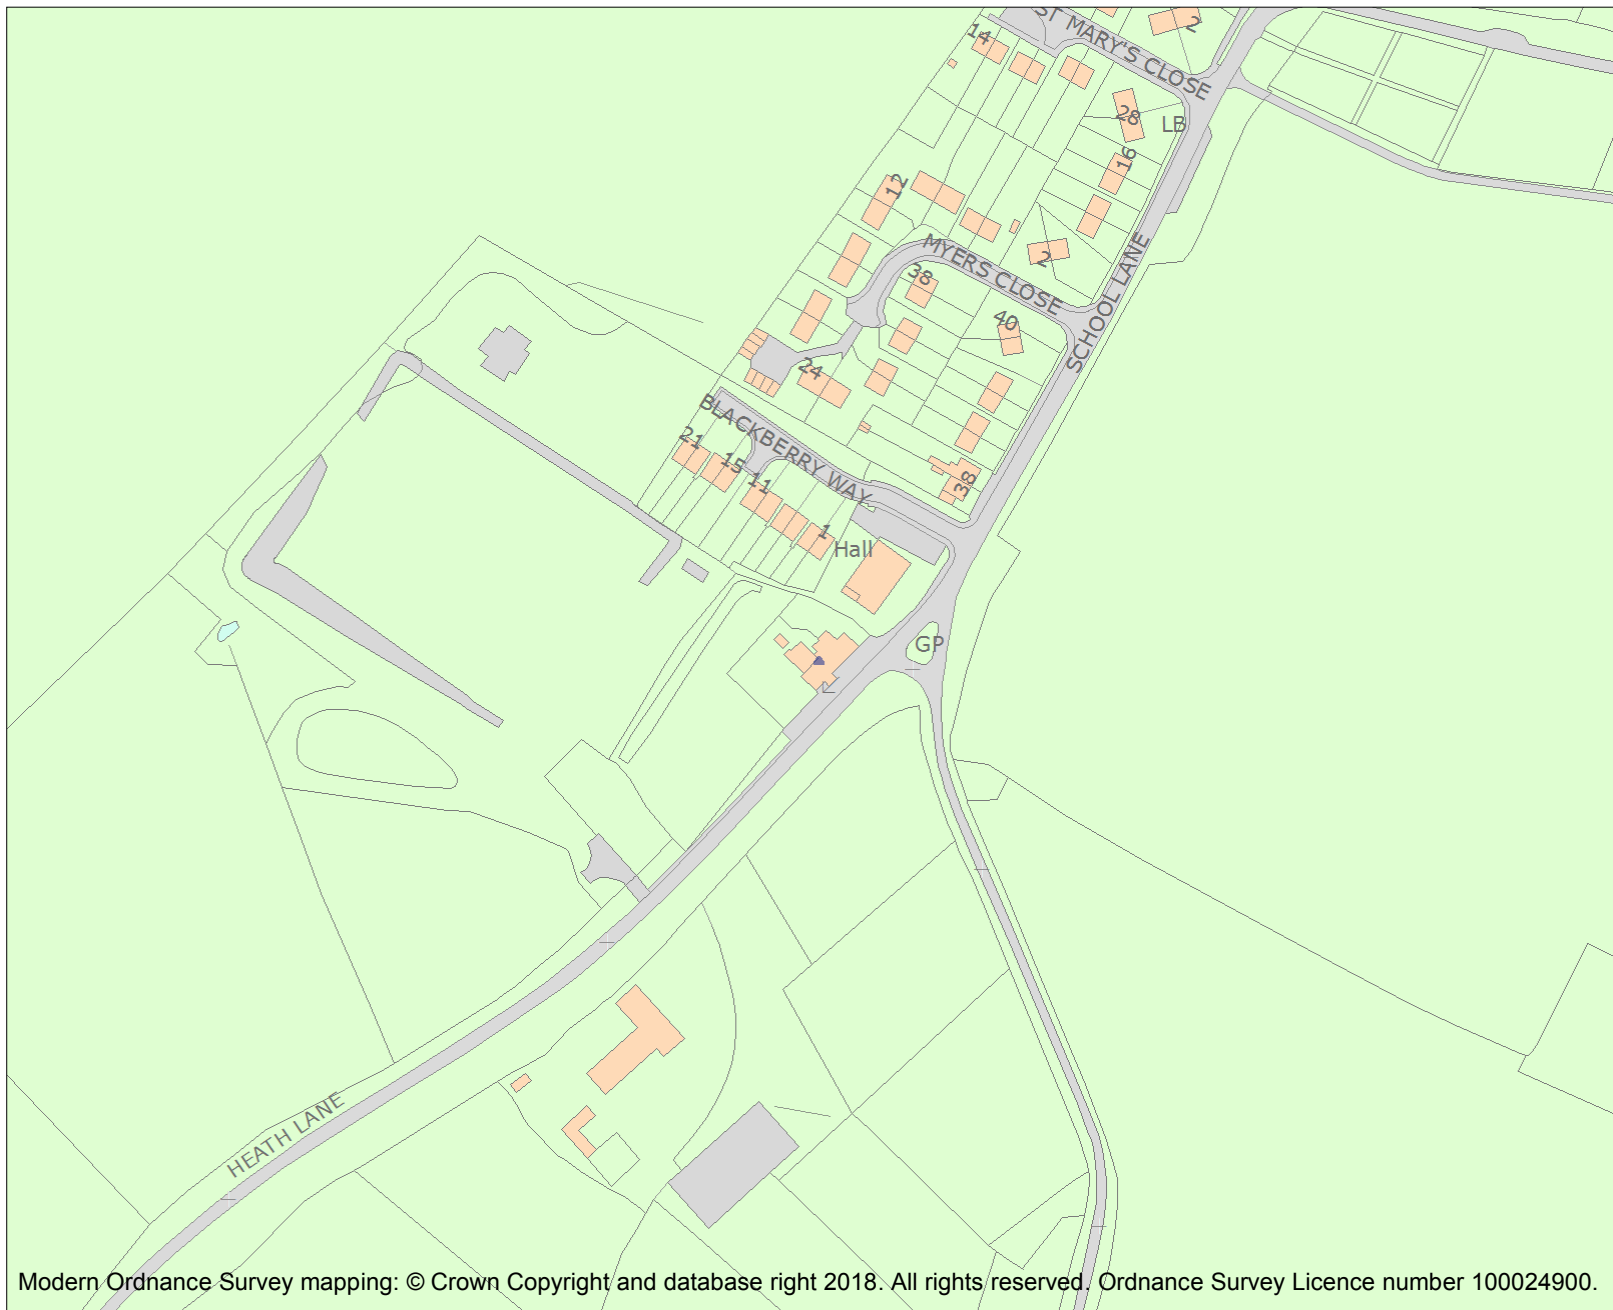 ST MARY'S CLOSE
2
14
28
LB
16
12
MYERS CLOSE
2
38
SCHOOL LANE
40
24
BLACKBERRY WAY
21
15
11
38
1
Hall
GP
HEATH LANE
Modern Ordnance Survey mapping: © Crown Copyright and database right 2018. All rights reserved. Ordnance Survey Licence number 100024900.